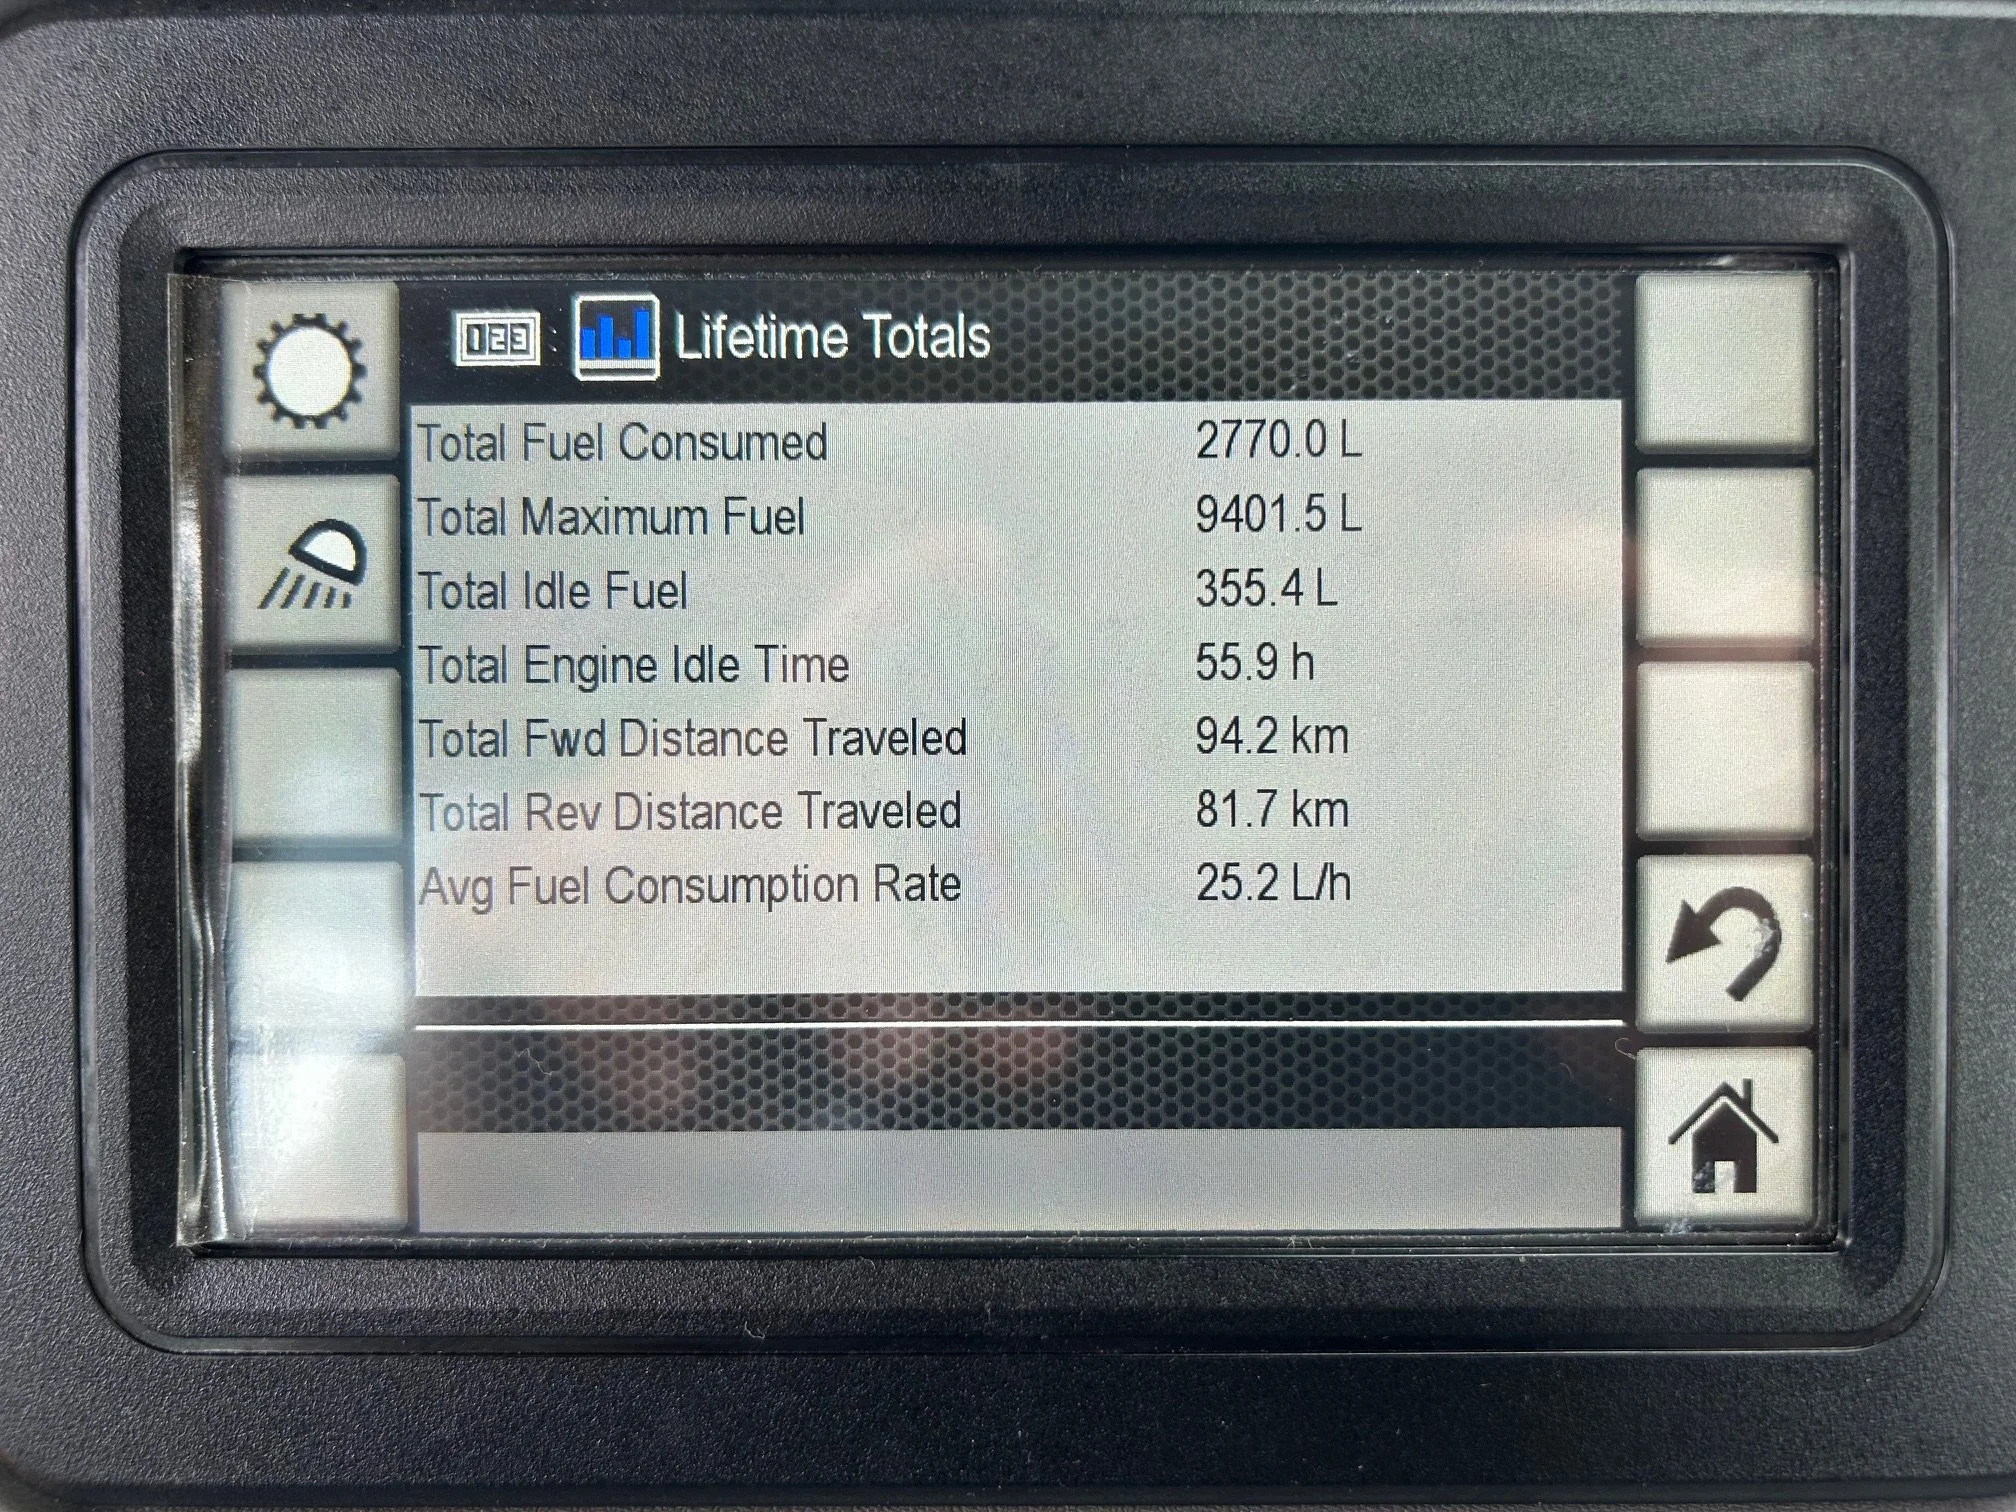 123 : Lifetime Totals
Total Fuel Consumed 2770.0 L
Total Maximum Fuel 9401.5 L
Total Idle Fuel 355.4 L
Total Engine Idle Time 55.9 h
Total Fwd Distance Traveled 94.2 km
Total Rev Distance Traveled 81.7 km
Avg Fuel Consumption Rate 25.2 L/h